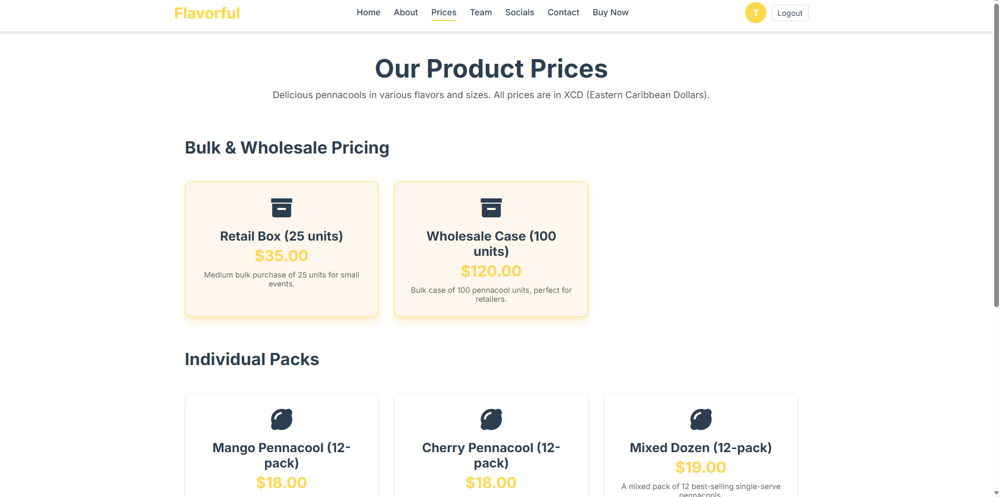 Flavorful
Home About Prices Team Socials Contact Buy Now
T
Logout
Our Product Prices
Delicious pennacools in various flavors and sizes. All prices are in XCD (Eastern Caribbean Dollars).
Bulk & Wholesale Pricing
Retail Box (25 units)
$35.00
Medium bulk purchase of 25 units for small
events.
Wholesale Case (100
units)
$120.00
Bulk case of 100 pennacool units, perfect for
retailers.
Individual Packs
Mango Pennacool (12-
pack)
$18.00
Cherry Pennacool (12-
pack)
$18.00
Mixed Dozen (12-pack)
$19.00
A mixed pack of 12 best-selling single-serve
pennacools.